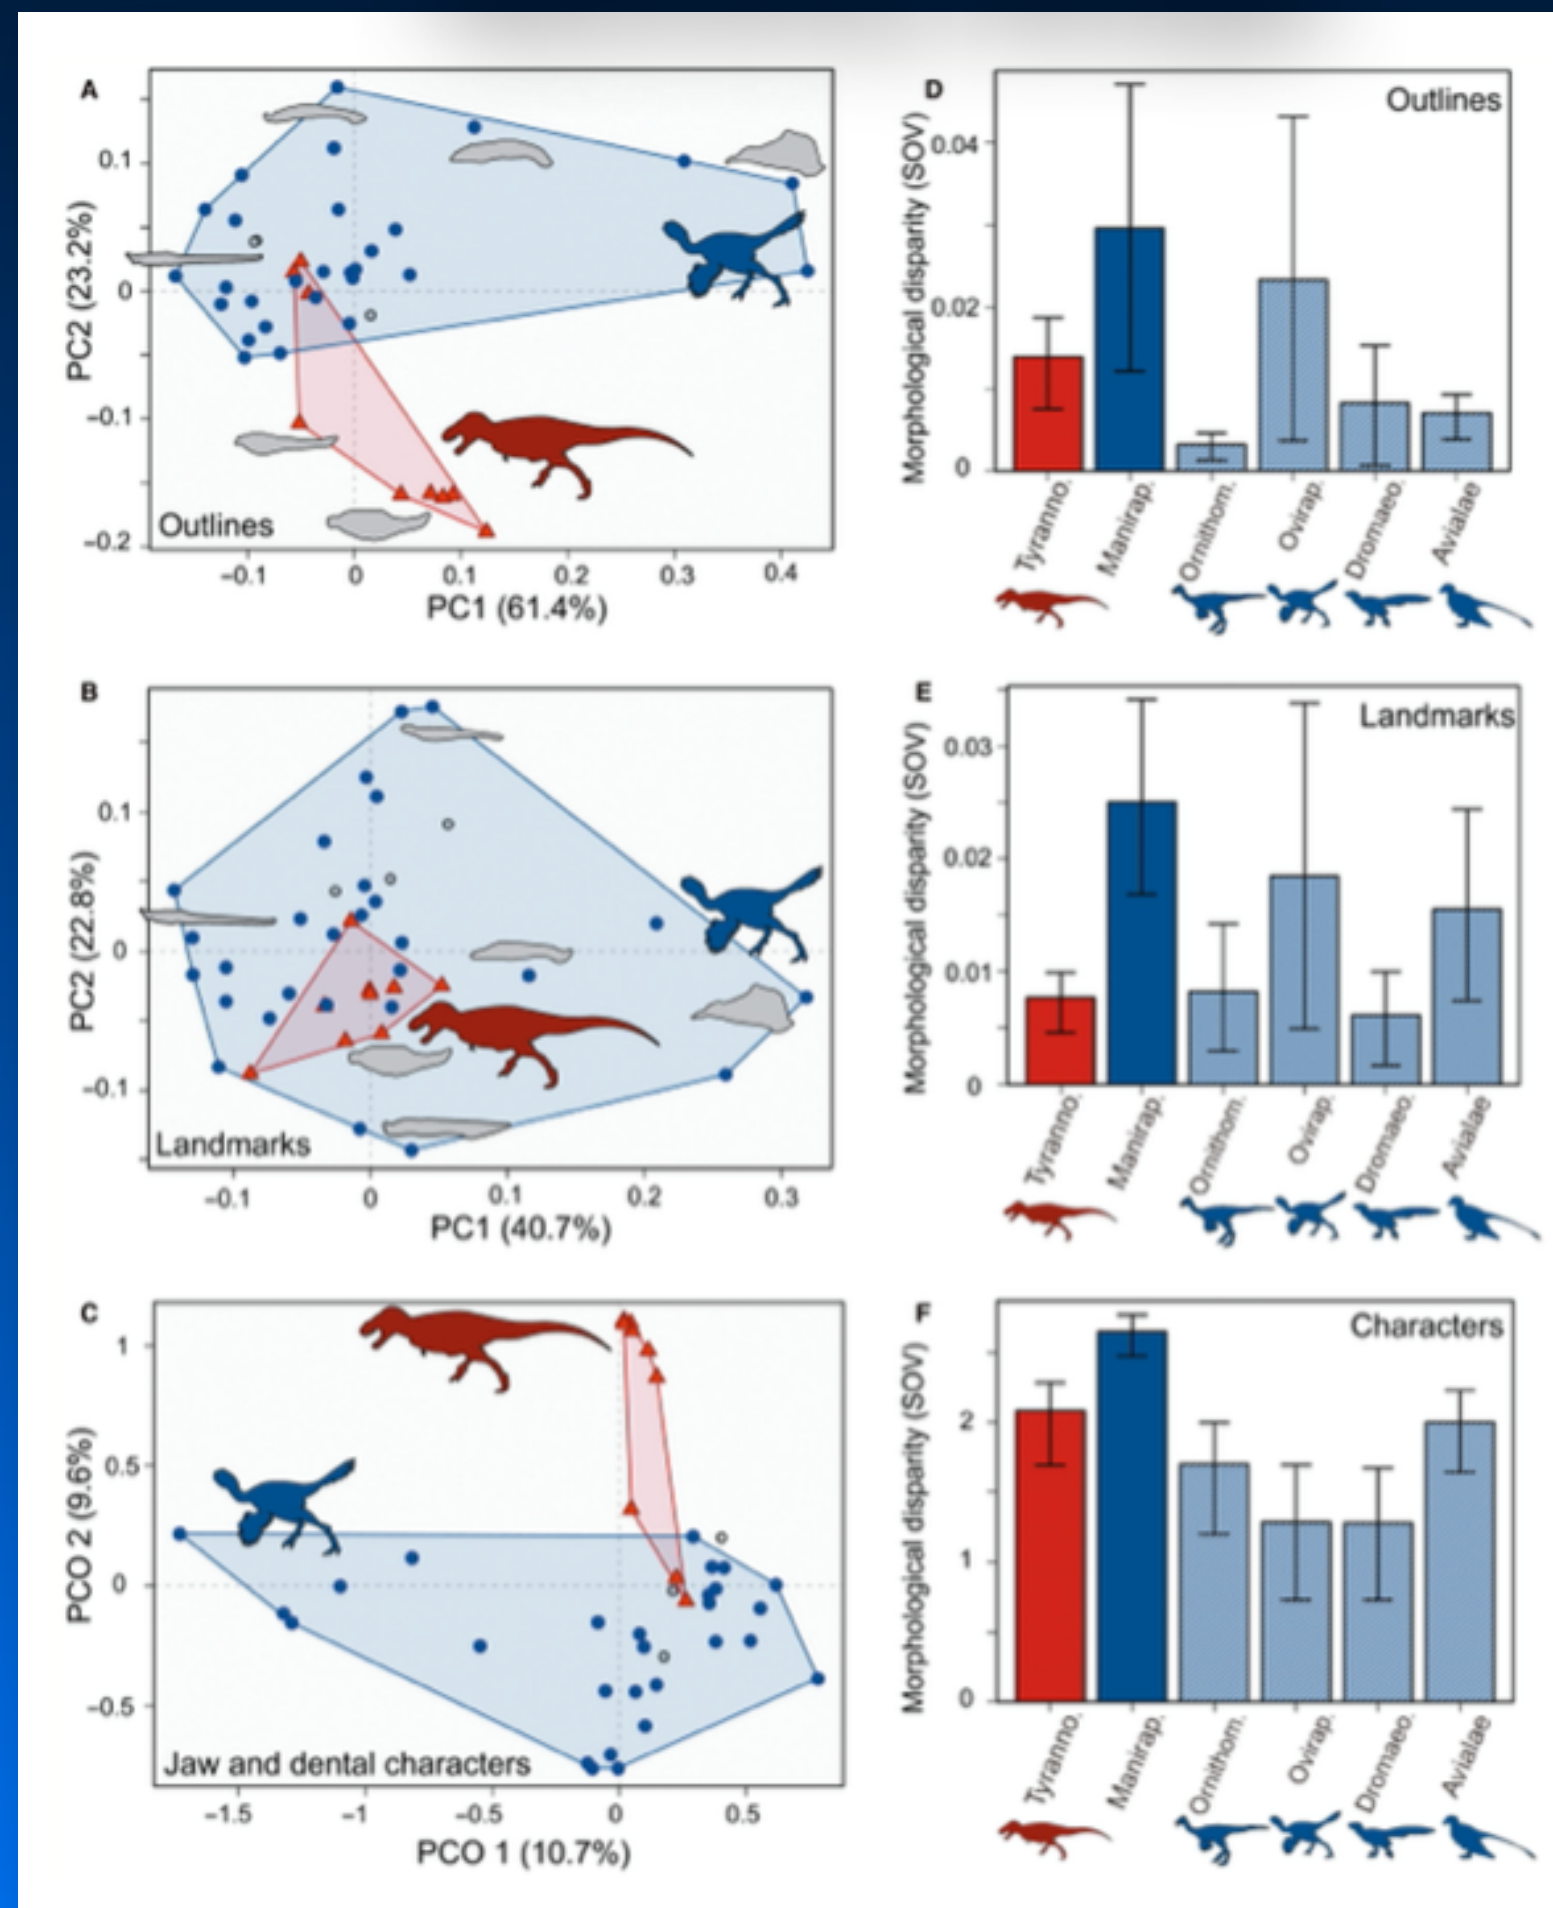 A
PC2 (23.2%)
0.1
0
−0.1
−0.2
Outlines
−0.1 0 0.1 0.2 0.3 0.4
PC1 (61.4%)
D
Outlines
Morphological disparity (SOV)
0.04
0.02
0
Tyranno. Manirap. Ornithom. Ovirap. Dromaeo. Avialae
B
PC2 (22.8%)
0.1
0
−0.1
Landmarks
−0.1 0 0.1 0.2 0.3
PC1 (40.7%)
E
Landmarks
Morphological disparity (SOV)
0.03
0.02
0.01
0
Tyranno. Manirap. Ornithom. Ovirap. Dromaeo. Avialae
C
PCO 2 (9.6%)
1
0.5
0
−0.5
Jaw and dental characters
−1.5 −1 −0.5 0 0.5
PCO 1 (10.7%)
F
Characters
Morphological disparity (SOV)
2
1
0
Tyranno. Manirap. Ornithom. Ovirap. Dromaeo. Avialae